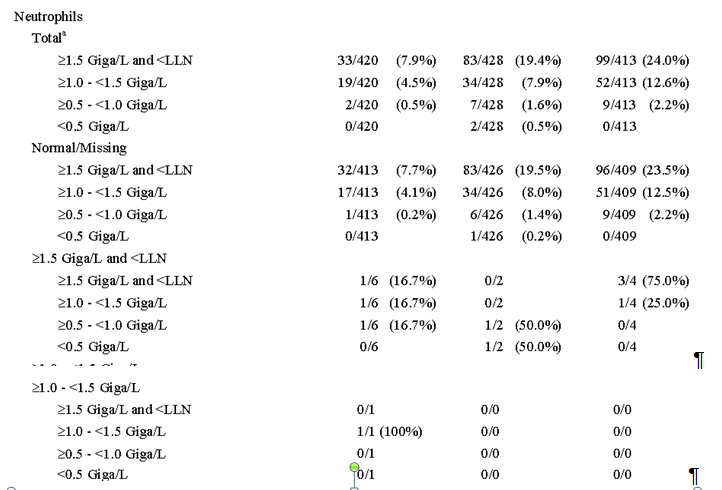 Neutrophils
Totalᵃ
≥1.5 Giga/L and <LLN 33/420 (7.9%) 83/428 (19.4%) 99/413 (24.0%)
≥1.0 - <1.5 Giga/L 19/420 (4.5%) 34/428 (7.9%) 52/413 (12.6%)
≥0.5 - <1.0 Giga/L 2/420 (0.5%) 7/428 (1.6%) 9/413 (2.2%)
<0.5 Giga/L 0/420 2/428 (0.5%) 0/413
Normal/Missing
≥1.5 Giga/L and <LLN 32/413 (7.7%) 83/426 (19.5%) 96/409 (23.5%)
≥1.0 - <1.5 Giga/L 17/413 (4.1%) 34/426 (8.0%) 51/409 (12.5%)
≥0.5 - <1.0 Giga/L 1/413 (0.2%) 6/426 (1.4%) 9/409 (2.2%)
<0.5 Giga/L 0/413 1/426 (0.2%) 0/409
≥1.5 Giga/L and <LLN
≥1.5 Giga/L and <LLN 1/6 (16.7%) 0/2 3/4 (75.0%)
≥1.0 - <1.5 Giga/L 1/6 (16.7%) 0/2 1/4 (25.0%)
≥0.5 - <1.0 Giga/L 1/6 (16.7%) 1/2 (50.0%) 0/4
<0.5 Giga/L 0/6 1/2 (50.0%) 0/4
¶
≥1.0 - <1.5 Giga/L
≥1.5 Giga/L and <LLN 0/1 0/0 0/0
≥1.0 - <1.5 Giga/L 1/1 (100%) 0/0 0/0
≥0.5 - <1.0 Giga/L 0/1 0/0 0/0
<0.5 Giga/L 0/1 0/0 0/0 ¶